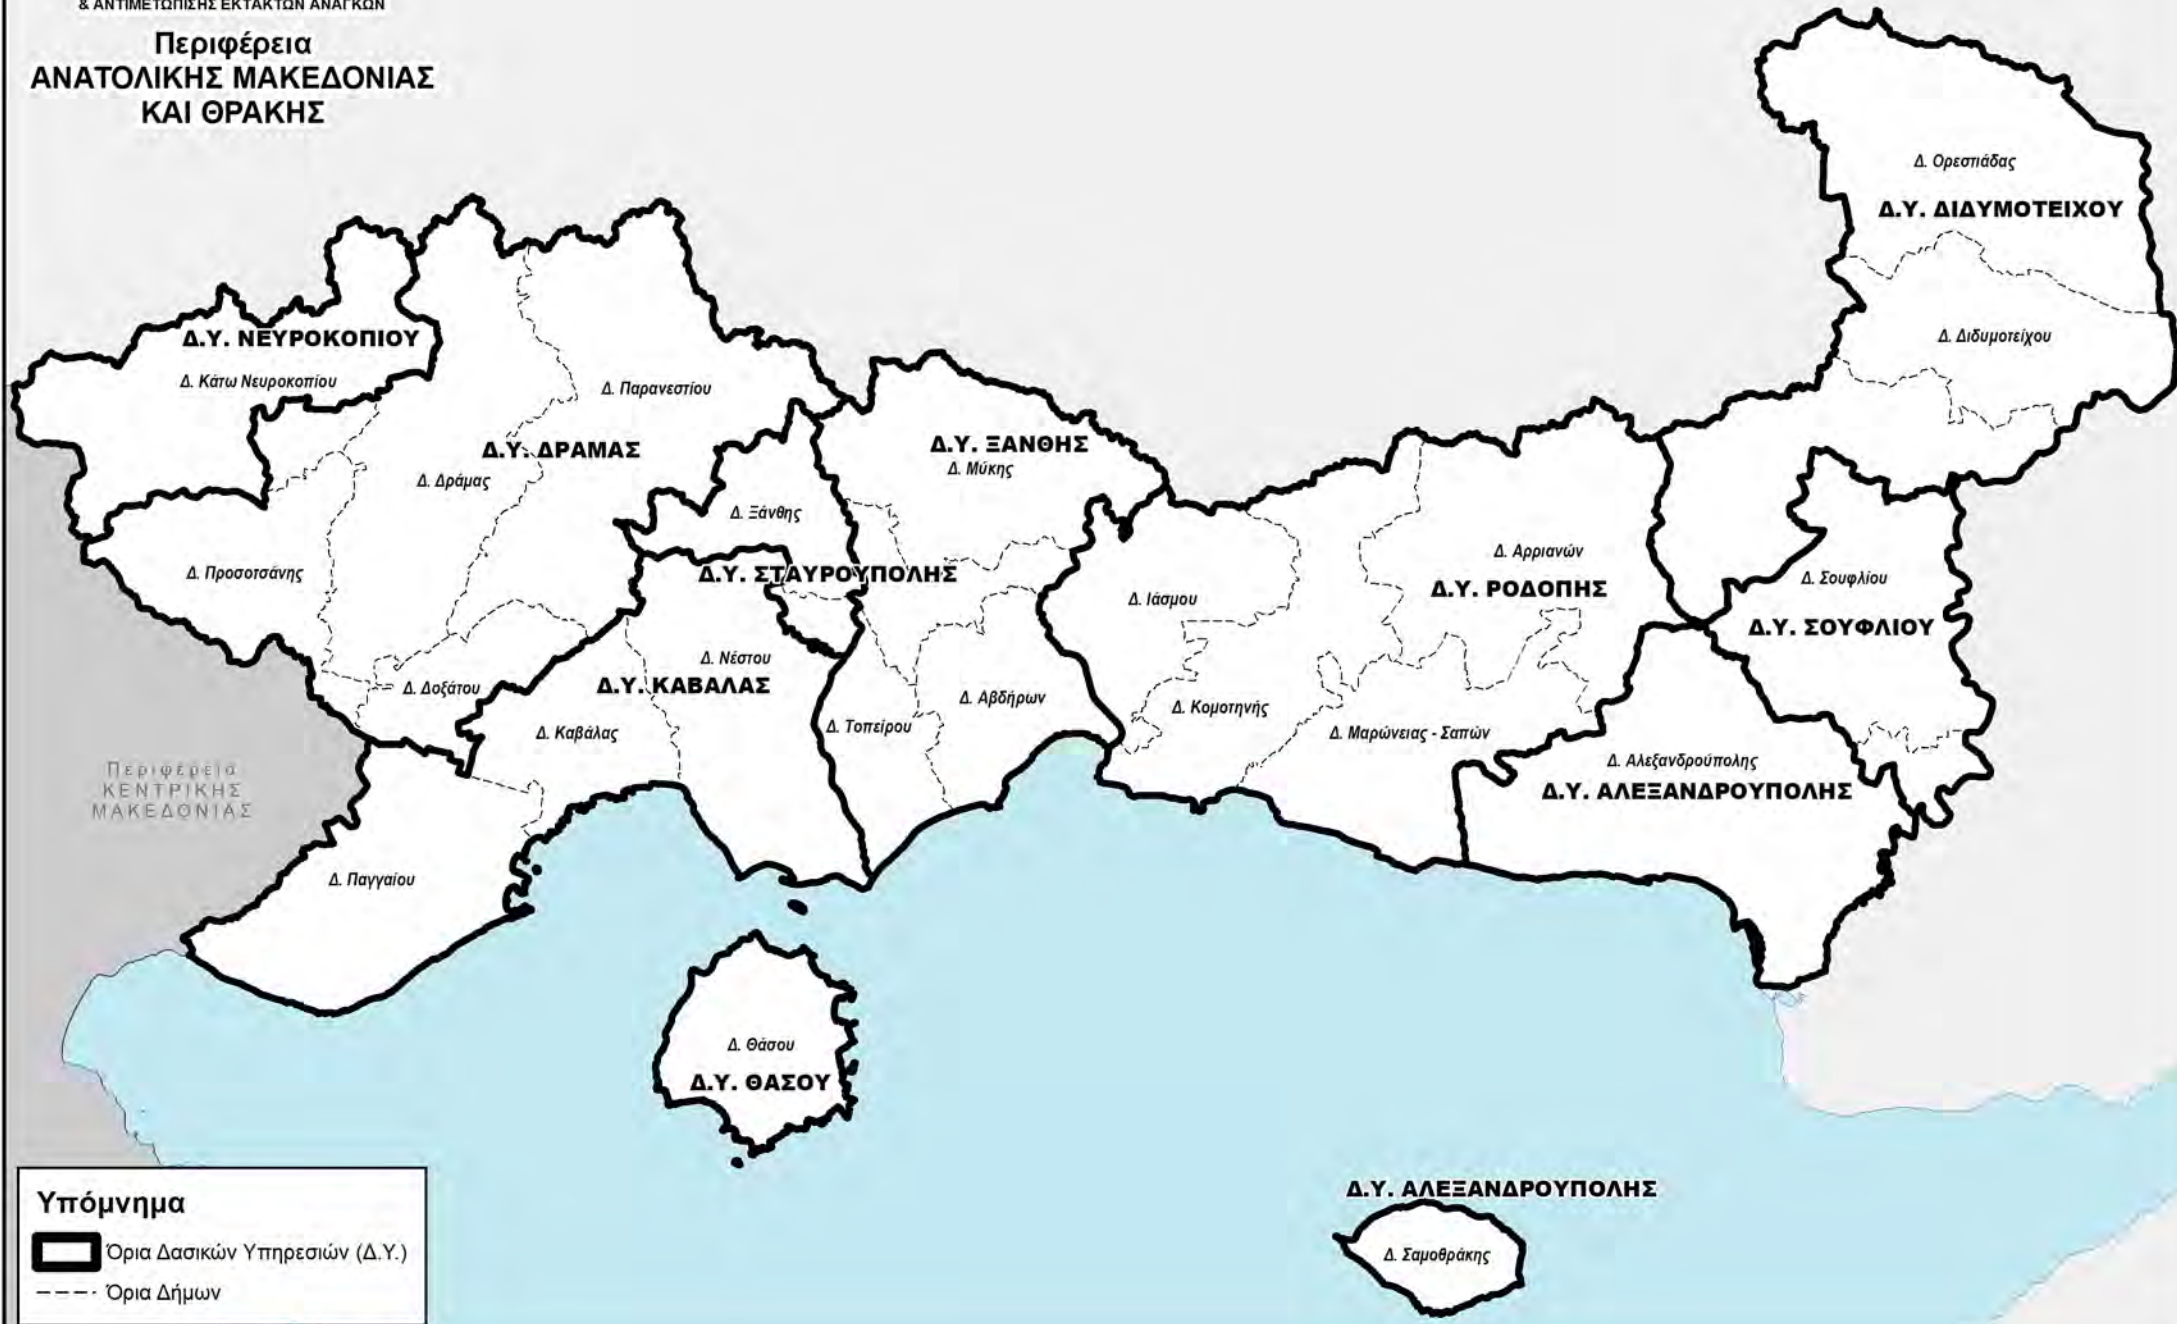 & ΑΝΤΙΜΕΤΩΠΙΣΗΣ ΕΚΤΑΚΤΩΝ ΑΝΑΓΚΩΝ
Περιφέρεια
ΑΝΑΤΟΛΙΚΗΣ ΜΑΚΕΔΟΝΙΑΣ
ΚΑΙ ΘΡΑΚΗΣ
Δ. Ορεστιάδας
Δ.Υ. ΔΙΔΥΜΟΤΕΙΧΟΥ
Δ. Διδυμοτείχου
Δ.Υ. ΝΕΥΡΟΚΟΠΙΟΥ
Δ. Κάτω Νευροκοπίου
Δ. Παρανεστίου
Δ.Υ. ΔΡΑΜΑΣ
Δ. Δράμας
Δ.Υ. ΞΑΝΘΗΣ
Δ. Μύκης
Δ. Ξάνθης
Δ. Προσοτσάνης
Δ.Υ. ΣΤΑΥΡΟΥΠΟΛΗΣ
Δ. Ιάσμου
Δ. Αρριανών
Δ.Υ. ΡΟΔΟΠΗΣ
Δ. Σουφλίου
Δ.Υ. ΣΟΥΦΛΙΟΥ
Δ. Νέστου
Δ.Υ. ΚΑΒΑΛΑΣ
Δ. Δοξάτου
Δ. Καβάλας
Δ. Τοπείρου
Δ. Αβδήρων
Δ. Κομοτηνής
Δ. Μαρώνειας - Σαπών
Δ. Αλεξανδρούπολης
Δ.Υ. ΑΛΕΞΑΝΔΡΟΥΠΟΛΗΣ
Περιφέρεια
ΚΕΝΤΡΙΚΗΣ
ΜΑΚΕΔΟΝΙΑΣ
Δ. Παγγαίου
Δ. Θάσου
Δ.Υ. ΘΑΣΟΥ
Δ.Υ. ΑΛΕΞΑΝΔΡΟΥΠΟΛΗΣ
Δ. Σαμοθράκης
Υπόμνημα
Όρια Δασικών Υπηρεσιών (Δ.Υ.)
Όρια Δήμων